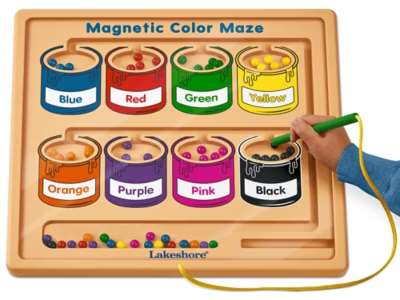 Magnetic Color Maze
Blue
Red
Green
Yellow
Orange
Purple
Pink
Black
Lakeshore®